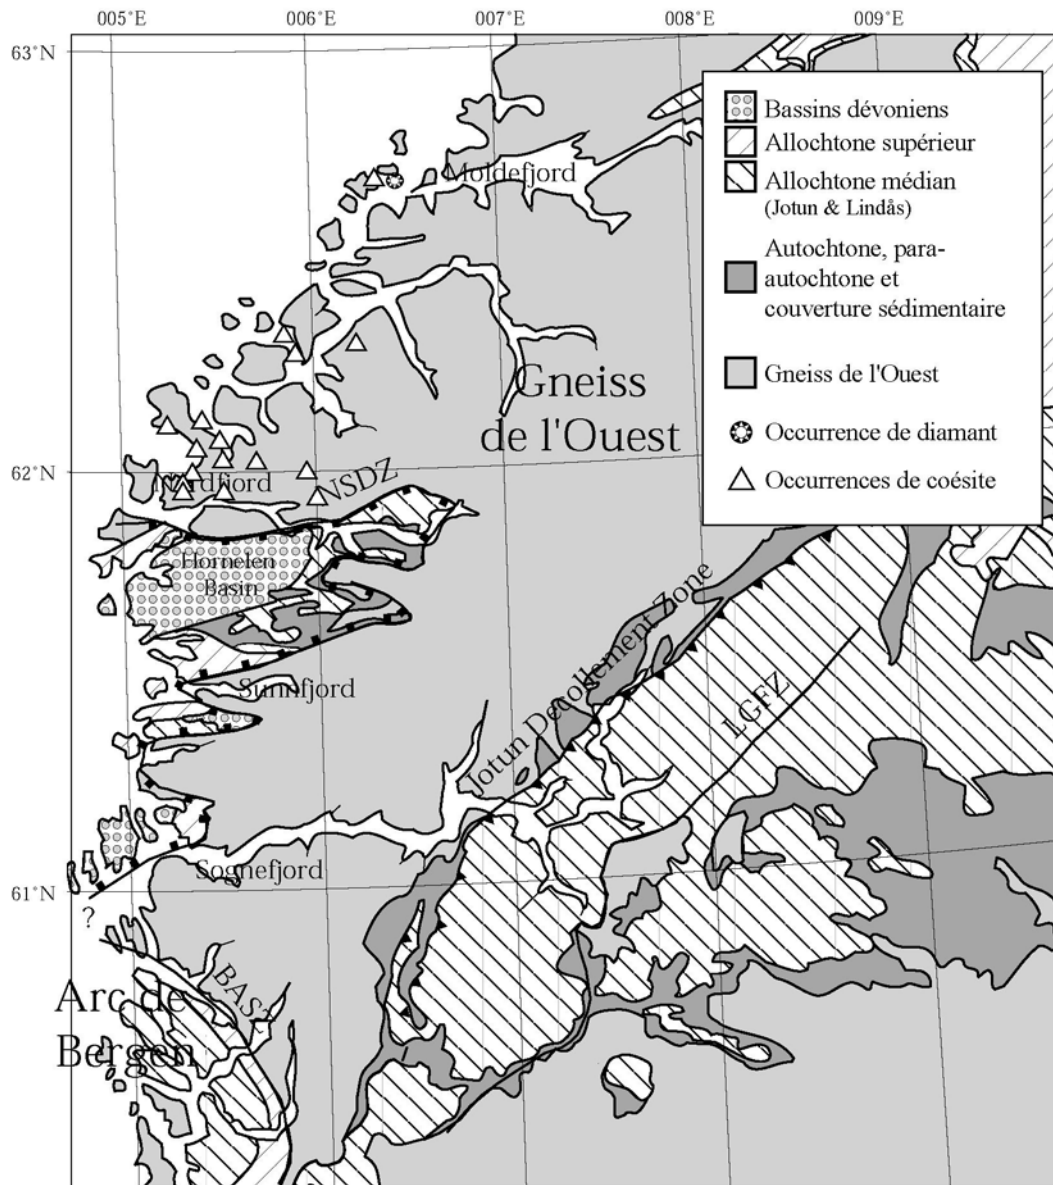 005°E
006°E
007°E
008°E
009°E
63°N
Bassins dévoniens
Allochtone supérieur
Allochtone médian
(Jotun & Lindås)
Autochtone, para-
autochtone et
couverture sédimentaire
Gneiss de l'Ouest
Occurrence de diamant
Occurrences de coésite
Moldefjord
Gneiss
de l'Ouest
62°N
Nordfjord
NSDZ
Hornelen
Basin
Sunnfjord
Jotun Decollement Zone
LGFZ
Sognefjord
61°N
?
BASZ
Arc de
Bergen